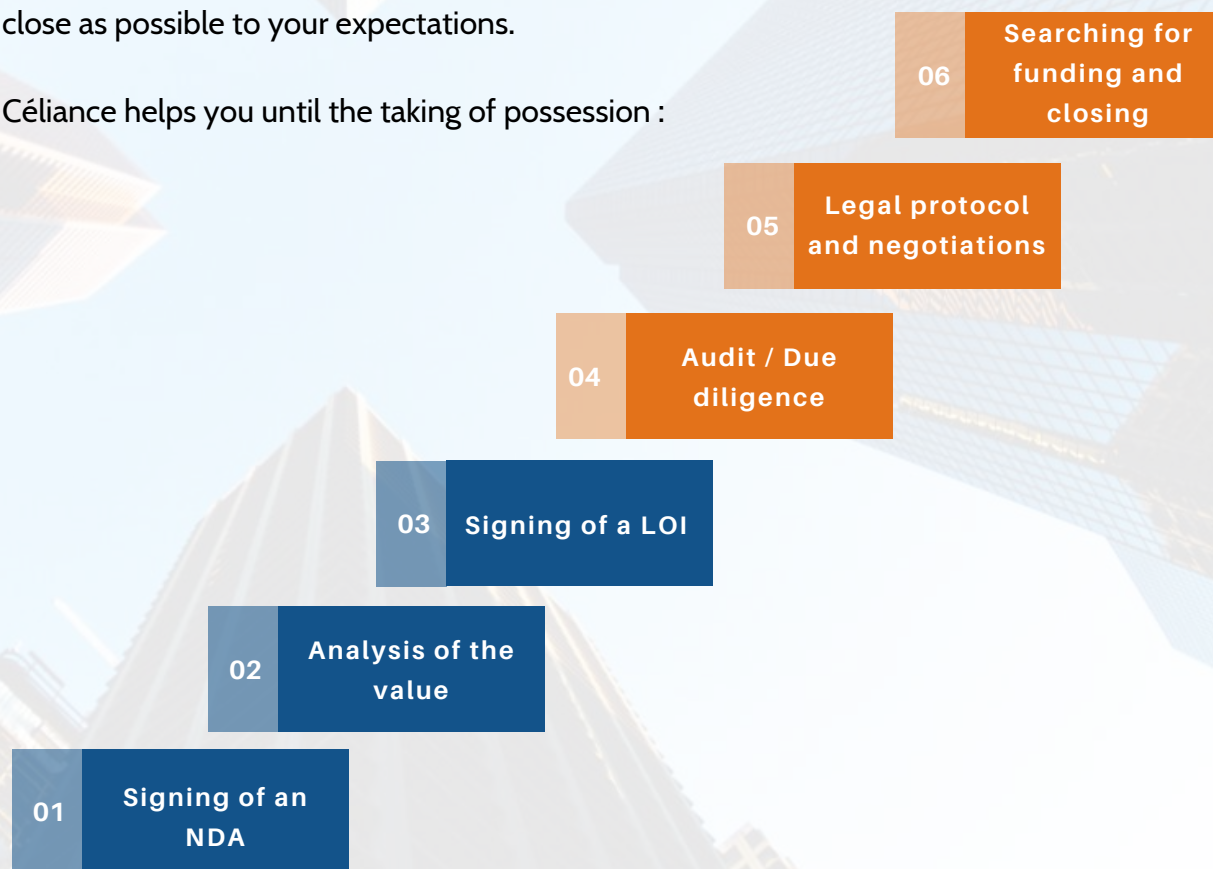 close as possible to your expectations.
Céliance helps you until the taking of possession :
06
Searching for
funding and
closing
05
Legal protocol
and negotiations
04
Audit / Due
diligence
03
Signing of a LOI
02
Analysis of the
value
01
Signing of an
NDA